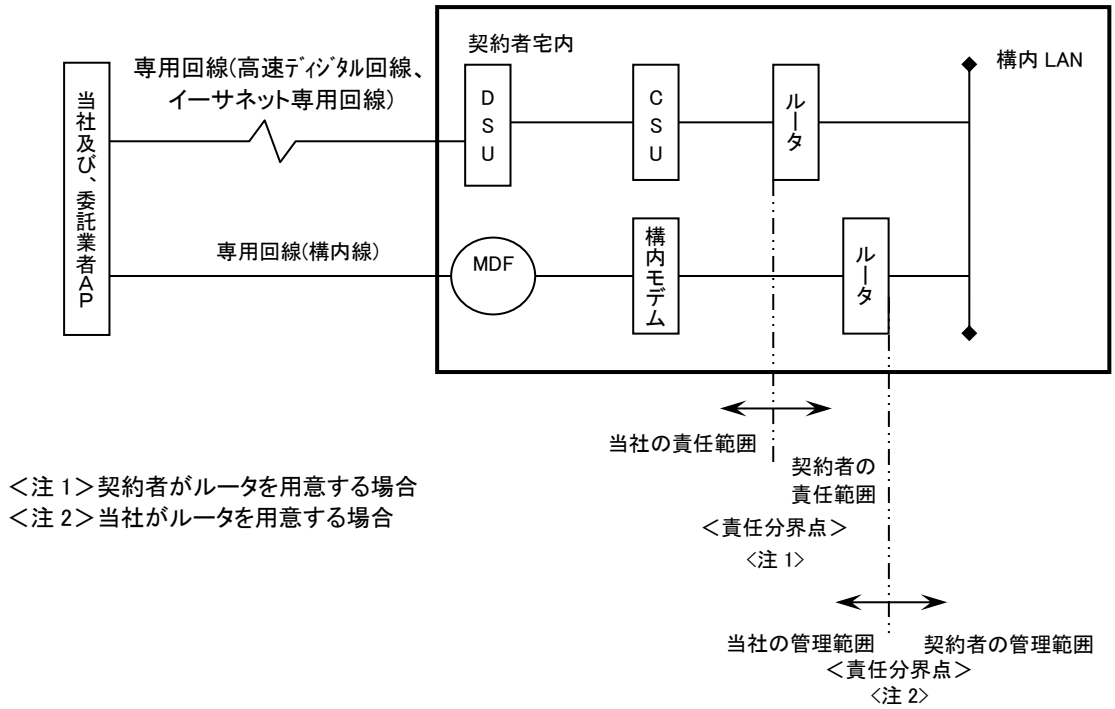 契約者宅内
専用回線(高速ディジタル回線、
イーサネット専用回線)
構内 LAN
当社及び、委託業者AP
DSU
CSU
ルータ
専用回線(構内線)
MDF
構内モデム
ルータ
当社の責任範囲
契約者の
責任範囲
＜責任分界点＞
<注 1>
＜注 1＞契約者がルータを用意する場合
＜注 2＞当社がルータを用意する場合
当社の管理範囲
契約者の管理範囲
＜責任分界点＞
<注 2>